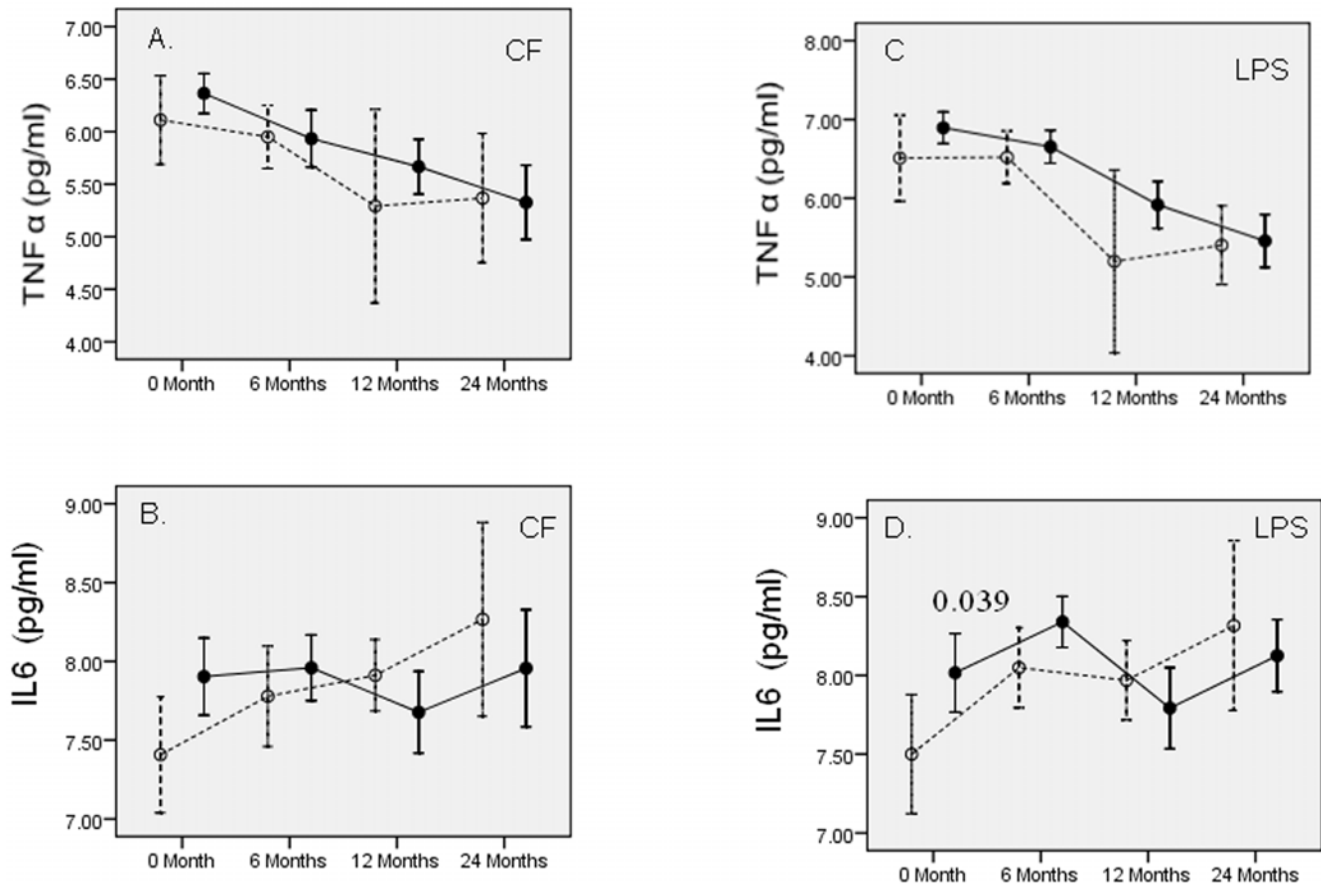 A.
CF
TNF α (pg/ml)
7.00
6.50
6.00
5.50
5.00
4.50
4.00
0 Month 6 Months 12 Months 24 Months
C
LPS
TNF α (pg/ml)
8.00
7.00
6.00
5.00
4.00
0 Month 6 Months 12 Months 24 Months
B.
CF
IL6 (pg/ml)
9.00
8.50
8.00
7.50
7.00
0 Month 6 Months 12 Months 24 Months
D.
LPS
0.039
IL6 (pg/ml)
9.00
8.50
8.00
7.50
7.00
0 Month 6 Months 12 Months 24 Months